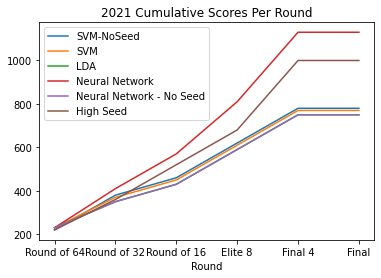 2021 Cumulative Scores Per Round
SVM-NoSeed
SVM
LDA
Neural Network
Neural Network - No Seed
High Seed
1000
800
600
400
200
Round of 64 Round of 32 Round of 16 Elite 8 Final 4 Final
Round